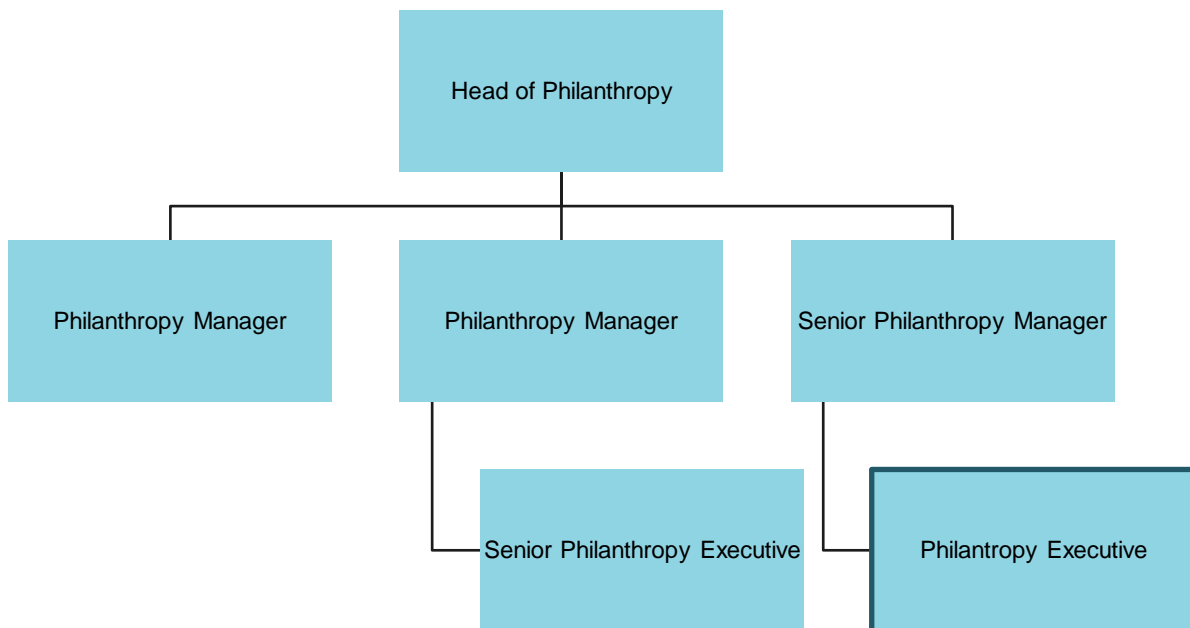 Head of Philanthropy
Philanthropy Manager
Philanthropy Manager
Senior Philanthropy Manager
Senior Philanthropy Executive
Philantropy Executive